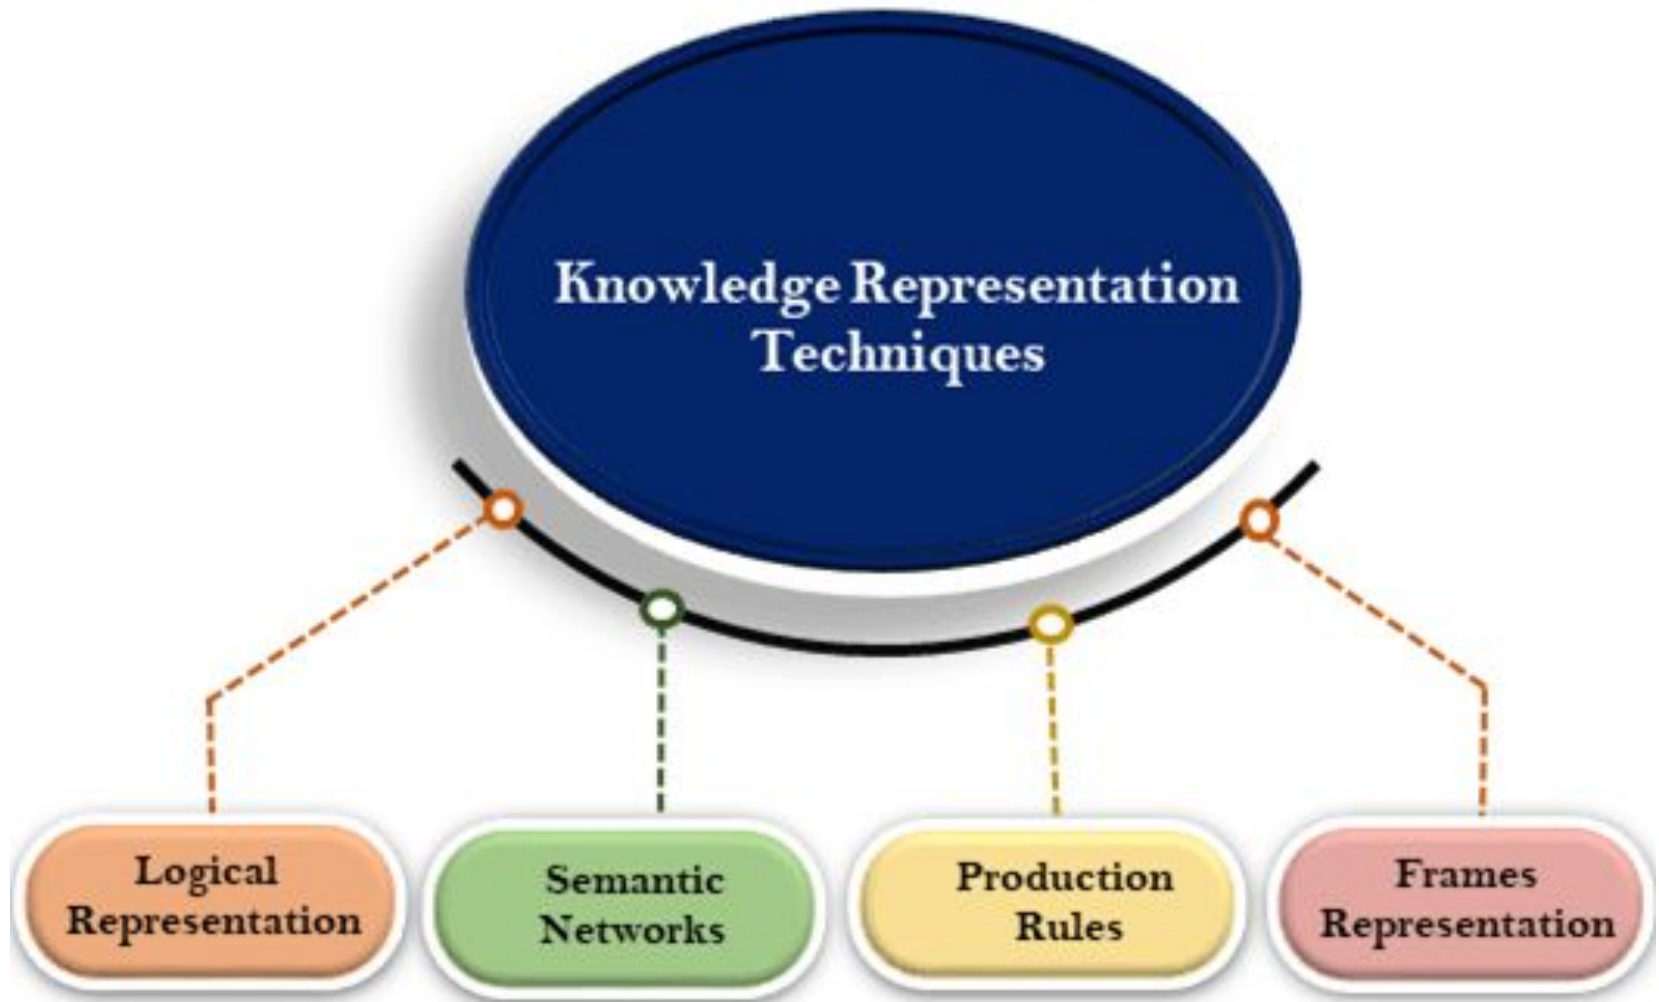 Knowledge Representation
Techniques
Logical
Representation
Semantic
Networks
Production
Rules
Frames
Representation